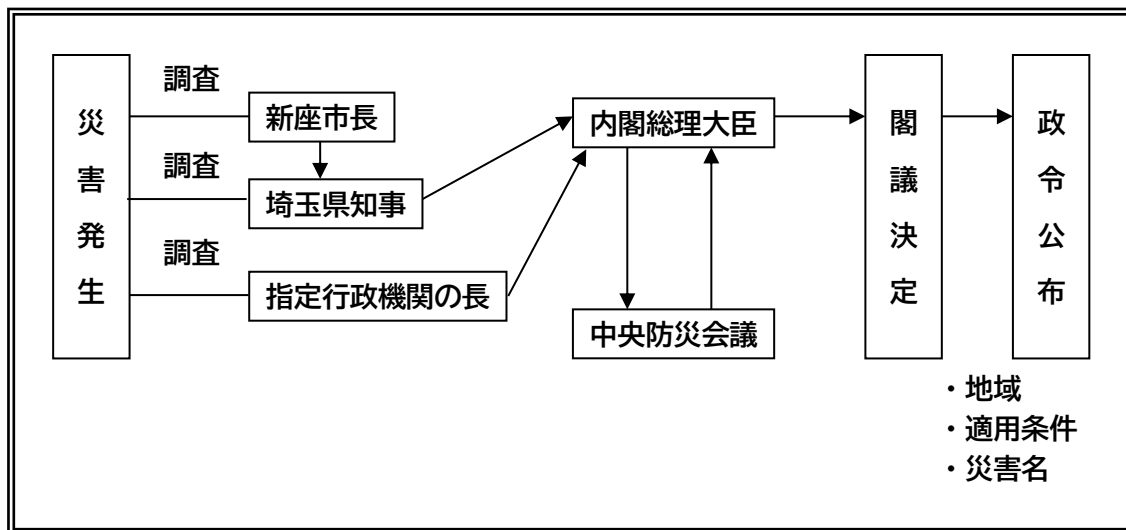 災害発生
調査
新座市長
調査
埼玉県知事
調査
指定行政機関の長
内閣総理大臣
中央防災会議
閣議決定
政令公布
・地域
・適用条件
・災害名